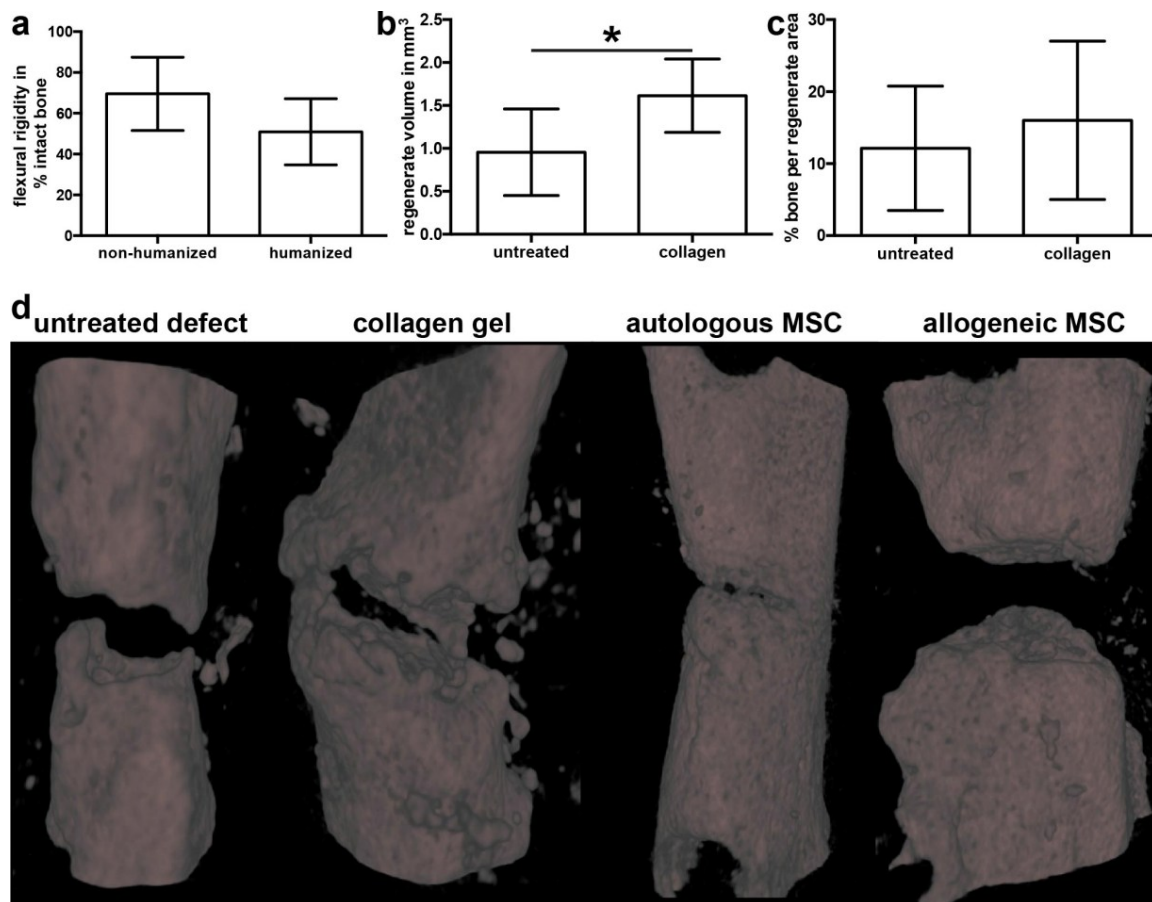 a
flexural rigidity in
% intact bone
100
80
60
40
20
0
non-humanized humanized
b
regenerate volume in mm³
2.5
2.0
1.5
1.0
0.5
0.0
*
untreated collagen
c
% bone per regenerate area
30
20
10
0
untreated collagen
d
untreated defect collagen gel autologous MSC allogeneic MSC